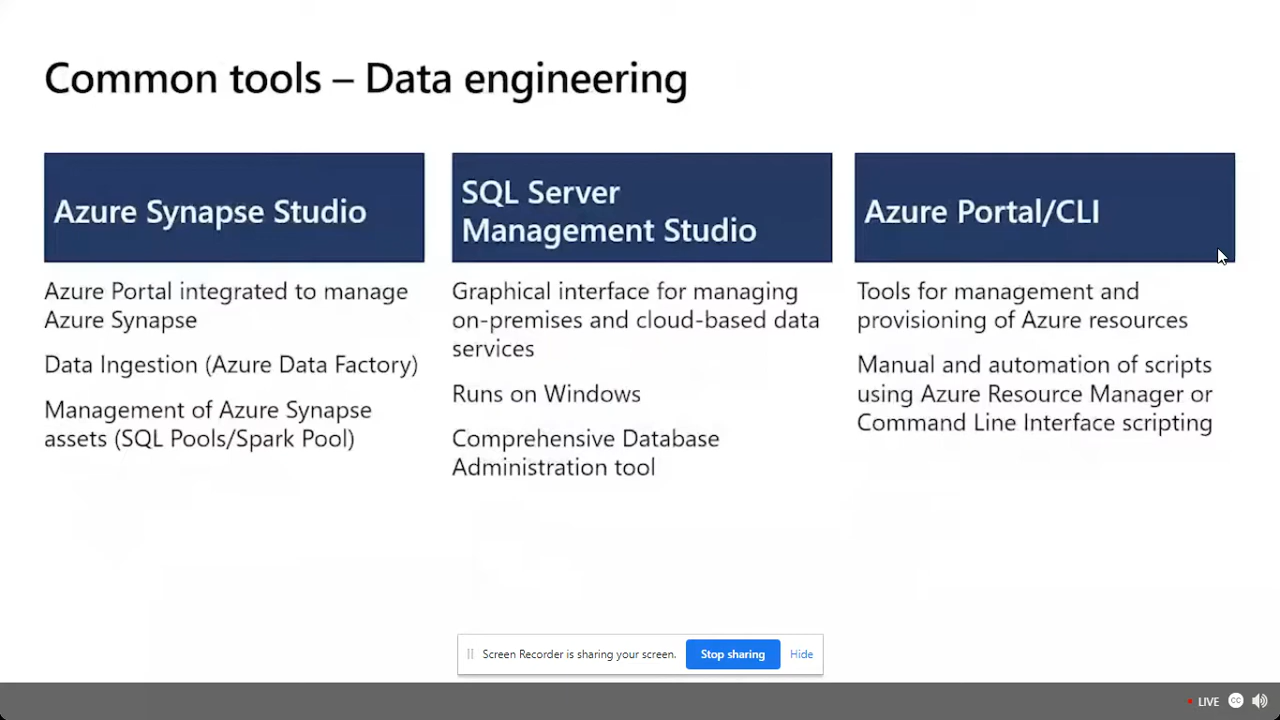 Common tools – Data engineering
Azure Synapse Studio
Azure Portal integrated to manage
Azure Synapse
Data Ingestion (Azure Data Factory)
Management of Azure Synapse
assets (SQL Pools/Spark Pool)
SQL Server
Management Studio
Graphical interface for managing
on-premises and cloud-based data
services
Runs on Windows
Comprehensive Database
Administration tool
Azure Portal/CLI
Tools for management and
provisioning of Azure resources
Manual and automation of scripts
using Azure Resource Manager or
Command Line Interface scripting
Screen Recorder is sharing your screen. Stop sharing Hide
LIVE CC